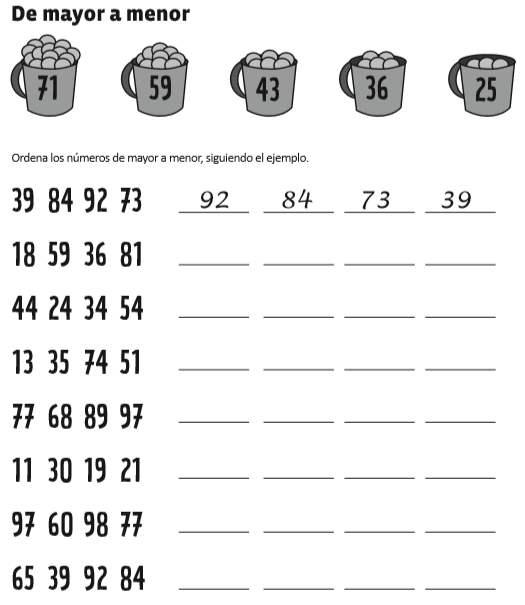 De mayor a menor
71 59 43 36 25
Ordena los números de mayor a menor, siguiendo el ejemplo.
39 84 92 73 92 84 73 39
18 59 36 81
44 24 34 54
13 35 74 51
77 68 89 97
11 30 19 21
97 60 98 77
65 39 92 84